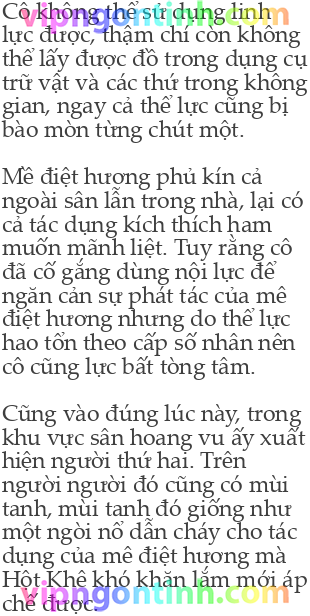 Cô không thể sử dụng linh
lực được, thậm chí còn không
thể lấy được đồ trong dụng cụ
trữ vật và các thứ trong không
gian, ngay cả thể lực cũng bị
bào mòn từng chút một.
Mê điệt hương phủ kín cả
ngoài sân lẫn trong nhà, lại có
cả tác dụng kích thích ham
muốn mãnh liệt. Tuy rằng cô
đã cố gắng dùng nội lực để
ngăn cản sự phát tác của mê
điệt hương nhưng do thể lực
hao tổn theo cấp số nhân nên
cô cũng lực bất tòng tâm.
Cũng vào đúng lúc này, trong
khu vực sân hoang vu ấy xuất
hiện người thứ hai. Trên
người người đó cũng có mùi
tanh, mùi tanh đó giống như
một ngòi nổ dẫn cháy cho tác
dụng của mê điệt hương mà
Hột Khê khó khăn lắm mới áp
chế được.
vipngontinh.com
vipngontinh.com